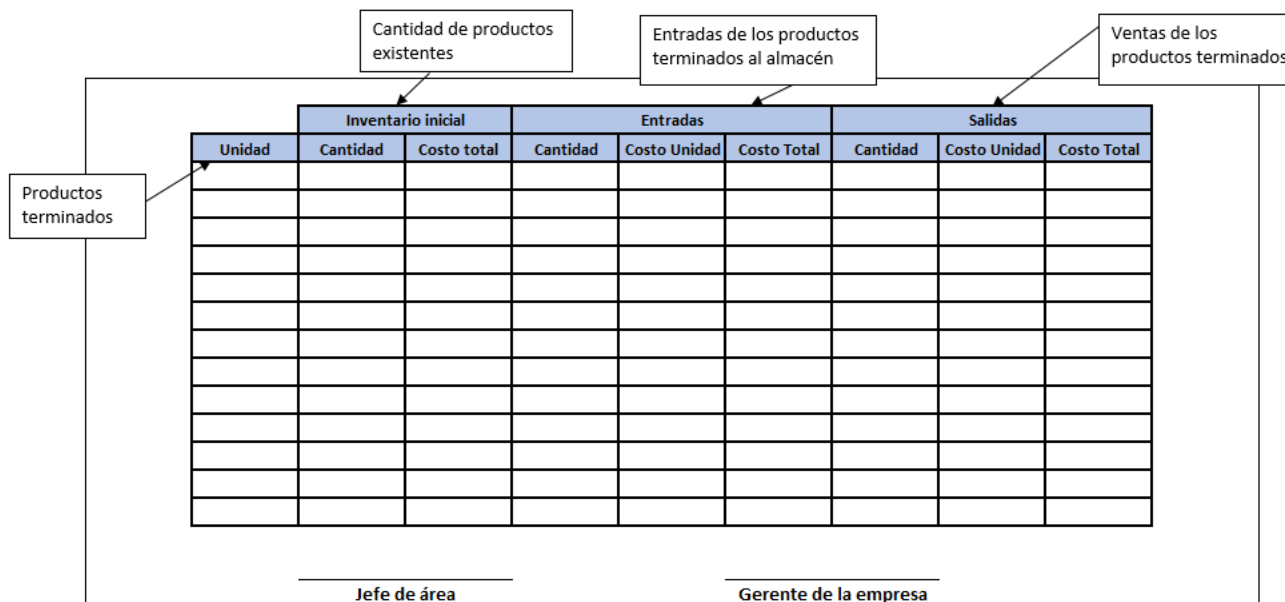 Cantidad de productos
existentes
Entradas de los productos
terminados al almacén
Ventas de los
productos terminados
Inventario inicial Entradas Salidas
Unidad Cantidad Costo total Cantidad Costo Unidad Costo Total Cantidad Costo Unidad Costo Total
Productos
terminados
Jefe de área Gerente de la empresa